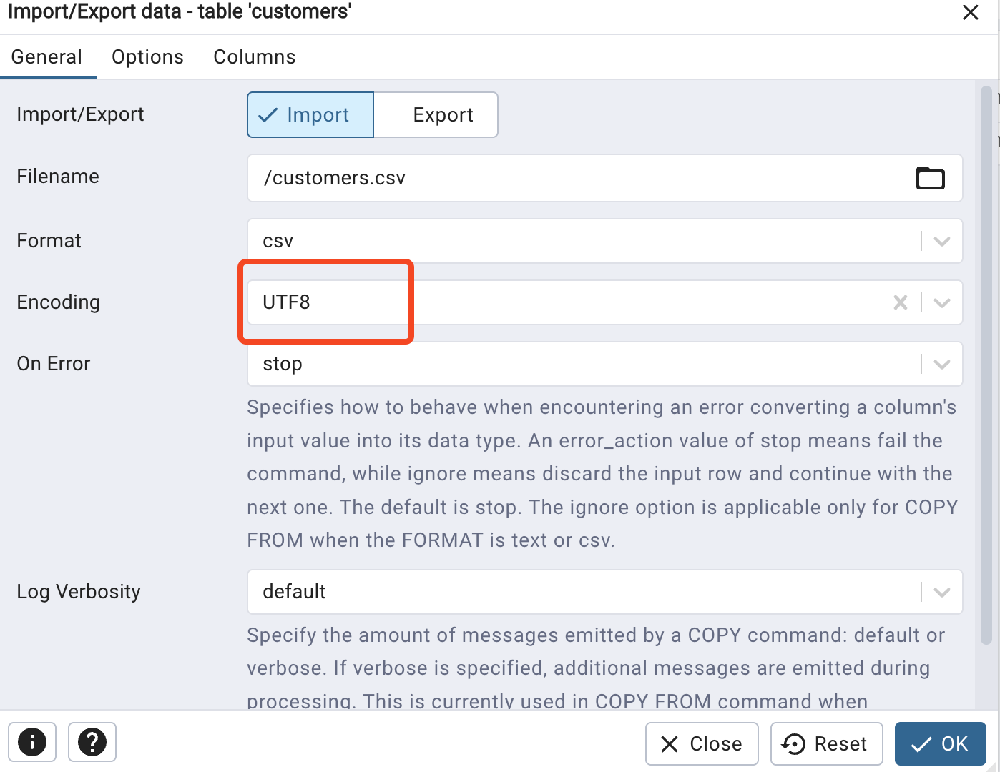 Import/Export data - table 'customers'
General Options Columns
Import/Export
Import Export
Filename
/customers.csv
Format
csv
Encoding
UTF8
On Error
stop
Specifies how to behave when encountering an error converting a column's
input value into its data type. An error_action value of stop means fail the
command, while ignore means discard the input row and continue with the
next one. The default is stop. The ignore option is applicable only for COPY
FROM when the FORMAT is text or csv.
Log Verbosity
default
Specify the amount of messages emitted by a COPY command: default or
verbose. If verbose is specified, additional messages are emitted during
processing. This is currently used in COPY FROM command when
Close Reset OK